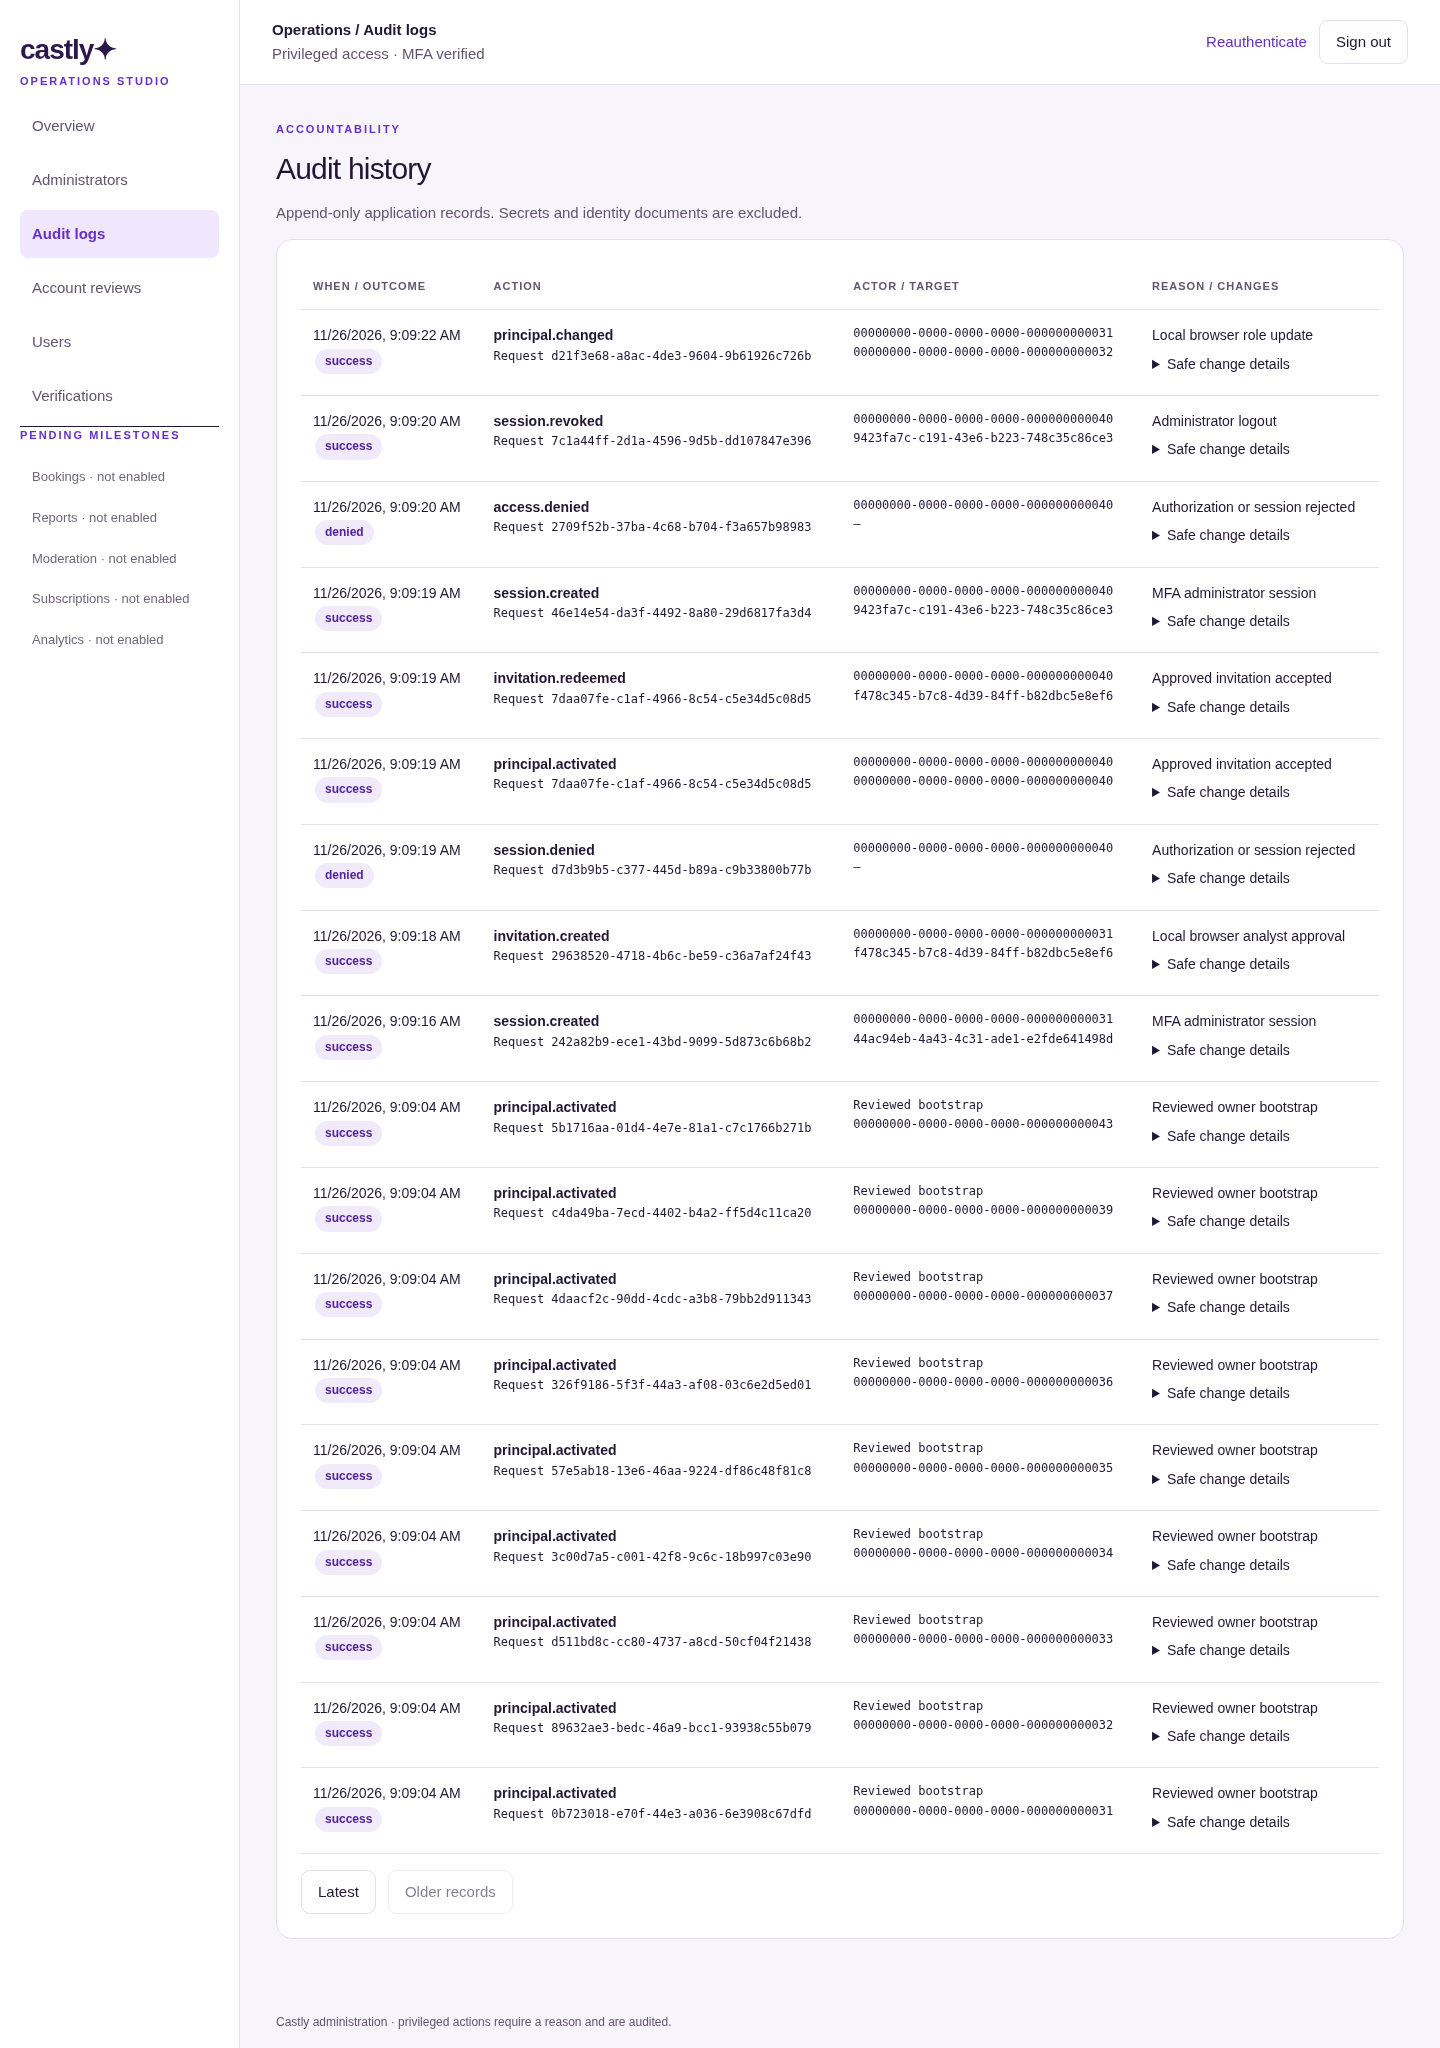 castly✦
OPERATIONS STUDIO
Overview
Administrators
Audit logs
Account reviews
Users
Verifications
PENDING MILESTONES
Bookings · not enabled
Reports · not enabled
Moderation · not enabled
Subscriptions · not enabled
Analytics · not enabled
Operations / Audit logs
Privileged access · MFA verified
Reauthenticate
Sign out
ACCOUNTABILITY
Audit history
Append-only application records. Secrets and identity documents are excluded.
WHEN / OUTCOME ACTION ACTOR / TARGET REASON / CHANGES
11/26/2026, 9:09:22 AM principal.changed 00000000-0000-0000-0000-000000000031 Local browser role update
success Request d21f3e68-a8ac-4de3-9604-9b61926c726b 00000000-0000-0000-0000-000000000032 ▶ Safe change details
11/26/2026, 9:09:20 AM session.revoked 00000000-0000-0000-0000-000000000040 Administrator logout
success Request 7c1a44ff-2d1a-4596-9d5b-dd107847e396 9423fa7c-c191-43e6-b223-748c35c86ce3 ▶ Safe change details
11/26/2026, 9:09:20 AM access.denied 00000000-0000-0000-0000-000000000040 Authorization or session rejected
denied Request 2709f52b-37ba-4c68-b704-f3a657b98983 — ▶ Safe change details
11/26/2026, 9:09:19 AM session.created 00000000-0000-0000-0000-000000000040 MFA administrator session
success Request 46e14e54-da3f-4492-8a80-29d6817fa3d4 9423fa7c-c191-43e6-b223-748c35c86ce3 ▶ Safe change details
11/26/2026, 9:09:19 AM invitation.redeemed 00000000-0000-0000-0000-000000000040 Approved invitation accepted
success Request 7daa07fe-c1af-4966-8c54-c5e34d5c08d5 f478c345-b7c8-4d39-84ff-b82dbc5e8ef6 ▶ Safe change details
11/26/2026, 9:09:19 AM principal.activated 00000000-0000-0000-0000-000000000040 Approved invitation accepted
success Request 7daa07fe-c1af-4966-8c54-c5e34d5c08d5 00000000-0000-0000-0000-000000000040 ▶ Safe change details
11/26/2026, 9:09:19 AM session.denied 00000000-0000-0000-0000-000000000040 Authorization or session rejected
denied Request d7d3b9b5-c377-445d-b89a-c9b33800b77b — ▶ Safe change details
11/26/2026, 9:09:18 AM invitation.created 00000000-0000-0000-0000-000000000031 Local browser analyst approval
success Request 29638520-4718-4b6c-be59-c36a7af24f43 f478c345-b7c8-4d39-84ff-b82dbc5e8ef6 ▶ Safe change details
11/26/2026, 9:09:16 AM session.created 00000000-0000-0000-0000-000000000031 MFA administrator session
success Request 242a82b9-ece1-43bd-9099-5d873c6b68b2 44ac94eb-4a43-4c31-ade1-e2fde641498d ▶ Safe change details
11/26/2026, 9:09:04 AM principal.activated Reviewed bootstrap Reviewed owner bootstrap
success Request 5b1716aa-01d4-4e7e-81a1-c7c1766b271b 00000000-0000-0000-0000-000000000043 ▶ Safe change details
11/26/2026, 9:09:04 AM principal.activated Reviewed bootstrap Reviewed owner bootstrap
success Request c4da49ba-7ecd-4402-b4a2-ff5d4c11ca20 00000000-0000-0000-0000-000000000039 ▶ Safe change details
11/26/2026, 9:09:04 AM principal.activated Reviewed bootstrap Reviewed owner bootstrap
success Request 4daacf2c-90dd-4cdc-a3b8-79bb2d911343 00000000-0000-0000-0000-000000000037 ▶ Safe change details
11/26/2026, 9:09:04 AM principal.activated Reviewed bootstrap Reviewed owner bootstrap
success Request 326f9186-5f3f-44a3-af08-03c6e2d5ed01 00000000-0000-0000-0000-000000000036 ▶ Safe change details
11/26/2026, 9:09:04 AM principal.activated Reviewed bootstrap Reviewed owner bootstrap
success Request 57e5ab18-13e6-46aa-9224-df86c48f81c8 00000000-0000-0000-0000-000000000035 ▶ Safe change details
11/26/2026, 9:09:04 AM principal.activated Reviewed bootstrap Reviewed owner bootstrap
success Request 3c00d7a5-c001-42f8-9c6c-18b997c03e90 00000000-0000-0000-0000-000000000034 ▶ Safe change details
11/26/2026, 9:09:04 AM principal.activated Reviewed bootstrap Reviewed owner bootstrap
success Request d511bd8c-cc80-4737-a8cd-50cf04f21438 00000000-0000-0000-0000-000000000033 ▶ Safe change details
11/26/2026, 9:09:04 AM principal.activated Reviewed bootstrap Reviewed owner bootstrap
success Request 89632ae3-bedc-46a9-bcc1-93938c55b079 00000000-0000-0000-0000-000000000032 ▶ Safe change details
11/26/2026, 9:09:04 AM principal.activated Reviewed bootstrap Reviewed owner bootstrap
success Request 0b723018-e70f-44e3-a036-6e3908c67dfd 00000000-0000-0000-0000-000000000031 ▶ Safe change details
Latest Older records
Castly administration · privileged actions require a reason and are audited.